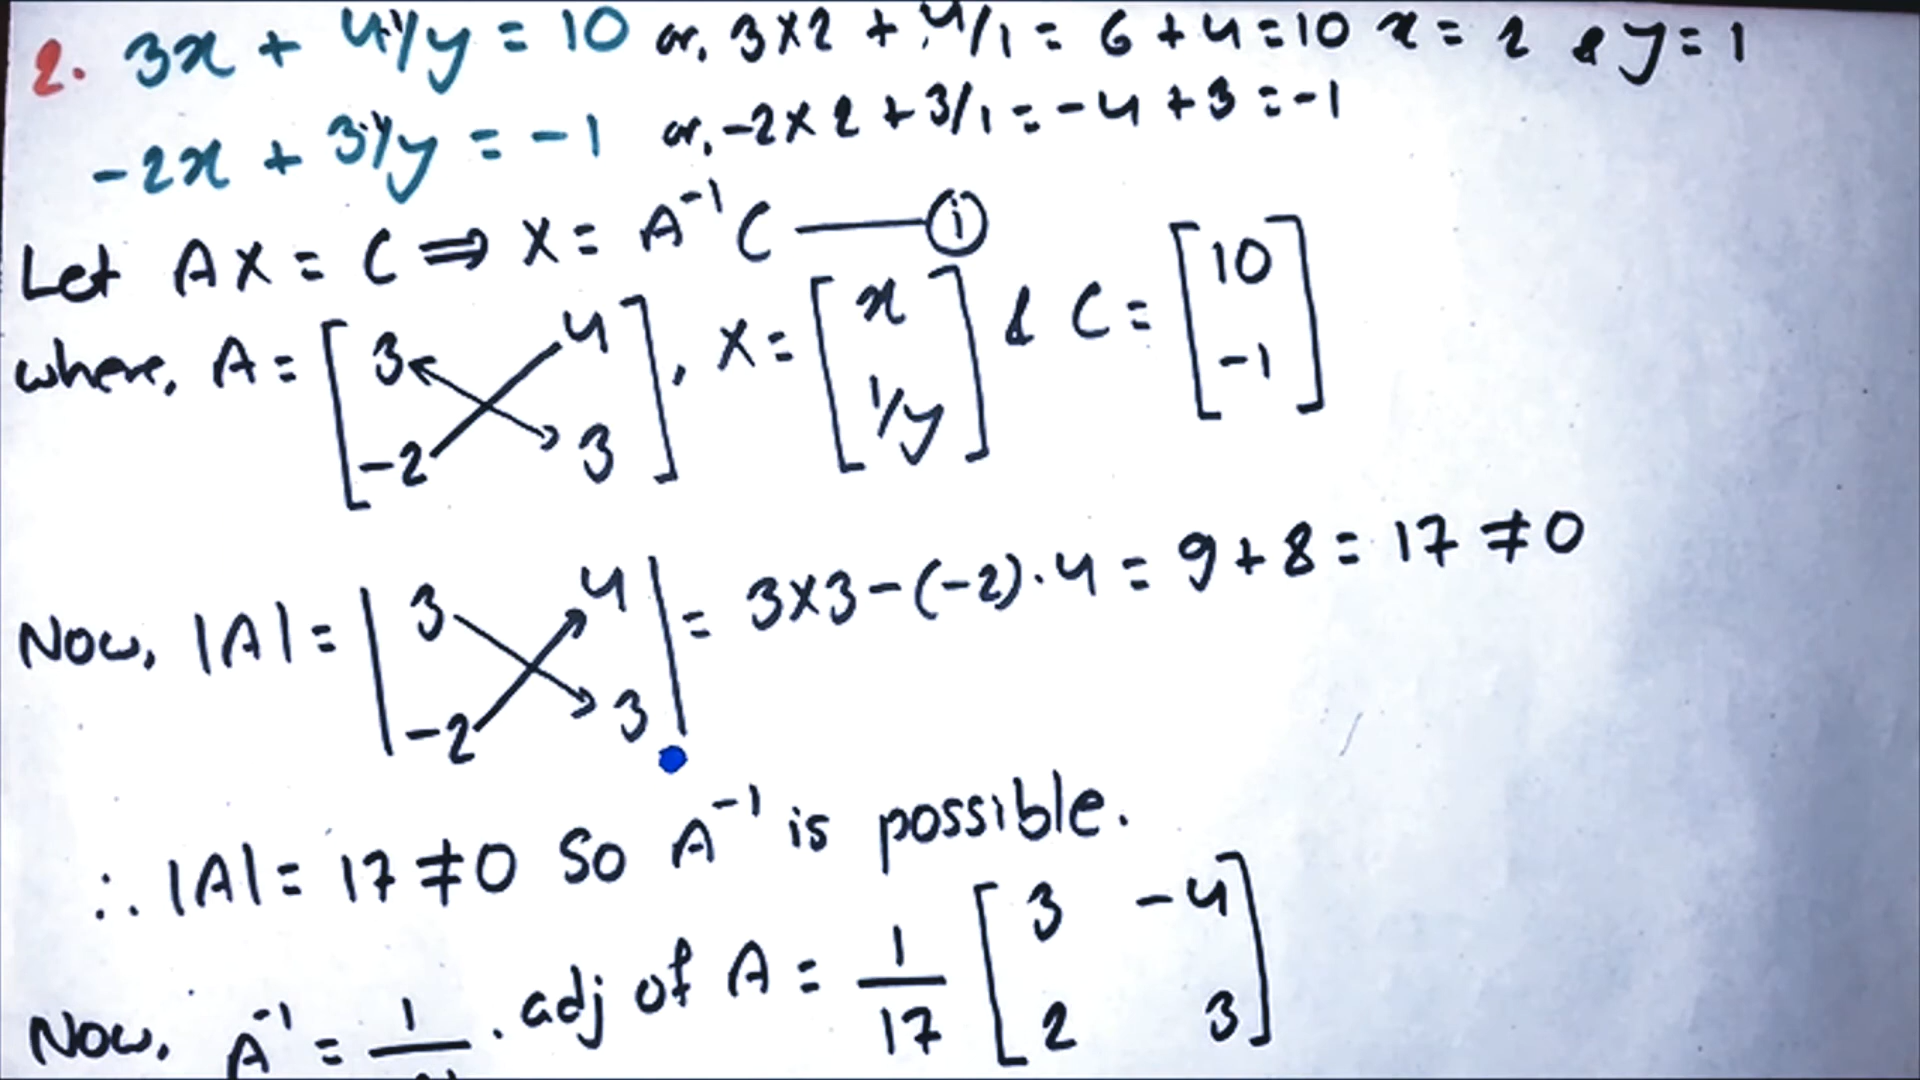 2. 3x + 4 1/y = 10 or, 3×2 + 4/1 = 6 + 4 = 10 x = 2 & y = 1
-2x + 3 1/y = -1 or, -2×2 + 3/1 = -4 + 3 = -1
Let AX = C ⇒ X = A⁻¹C — (i)
where, A = [3 4; -2 3], X = [x; 1/y] & C = [10; -1]
Now, |A| = |3 4; -2 3| = 3×3 - (-2)·4 = 9 + 8 = 17 ≠ 0
∴ |A| = 17 ≠ 0 So A⁻¹ is possible.
Now, A⁻¹ = 1/ . adj of A = 1/17 [3 -4; 2 3]